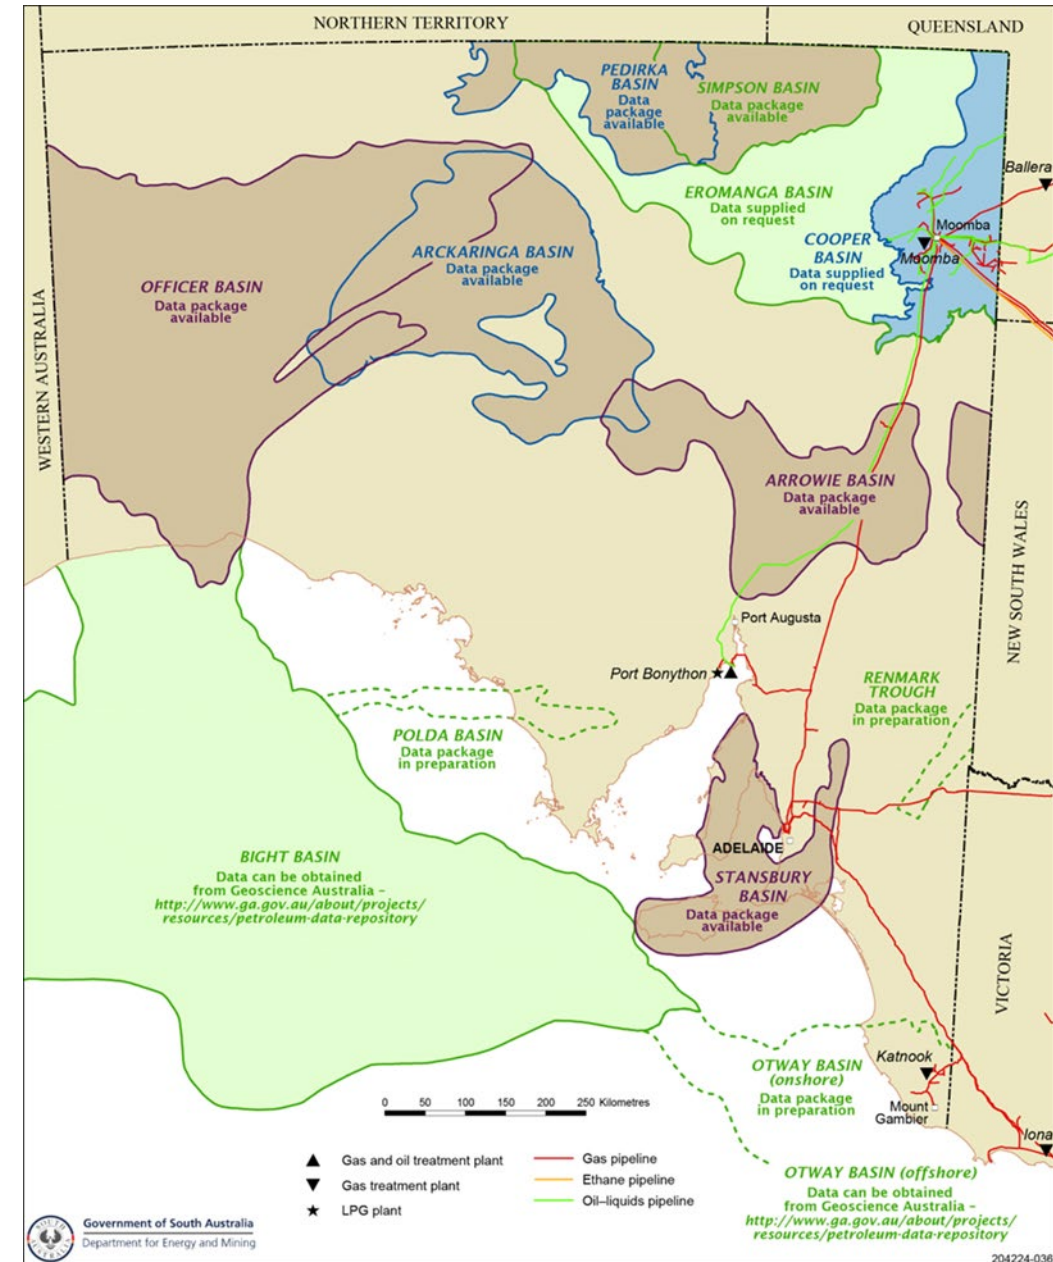 NORTHERN TERRITORY
QUEENSLAND
PEDIRKA
BASIN
Data
package
available
SIMPSON BASIN
Data package
available
Ballera
EROMANGA BASIN
Data supplied
on request
Moomba
COOPER
BASIN
Data supplied
on request
Moomba
ARCKARINGA BASIN
Data package
available
OFFICER BASIN
Data package
available
WESTERN AUSTRALIA
ARROWIE BASIN
Data package
available
NEW SOUTH WALES
Port Augusta
Port Bonython
RENMARK
TROUGH
Data package
in preparation
POLDA BASIN
Data package
in preparation
ADELAIDE
BIGHT BASIN
Data can be obtained
from Geoscience Australia –
http://www.ga.gov.au/about/projects/
resources/petroleum-data-repository
STANSBURY
BASIN
Data package
available
VICTORIA
OTWAY BASIN
(onshore)
Data package
in preparation
Katnook
Mount
Gambier
Iona
0 50 100 150 200 250 Kilometres
Gas and oil treatment plant
Gas treatment plant
LPG plant
Gas pipeline
Ethane pipeline
Oil–liquids pipeline
OTWAY BASIN (offshore)
Data can be obtained
from Geoscience Australia –
http://www.ga.gov.au/about/projects/
resources/petroleum-data-repository
SOUTH AUSTRALIA
Government of South Australia
Department for Energy and Mining
204224-036